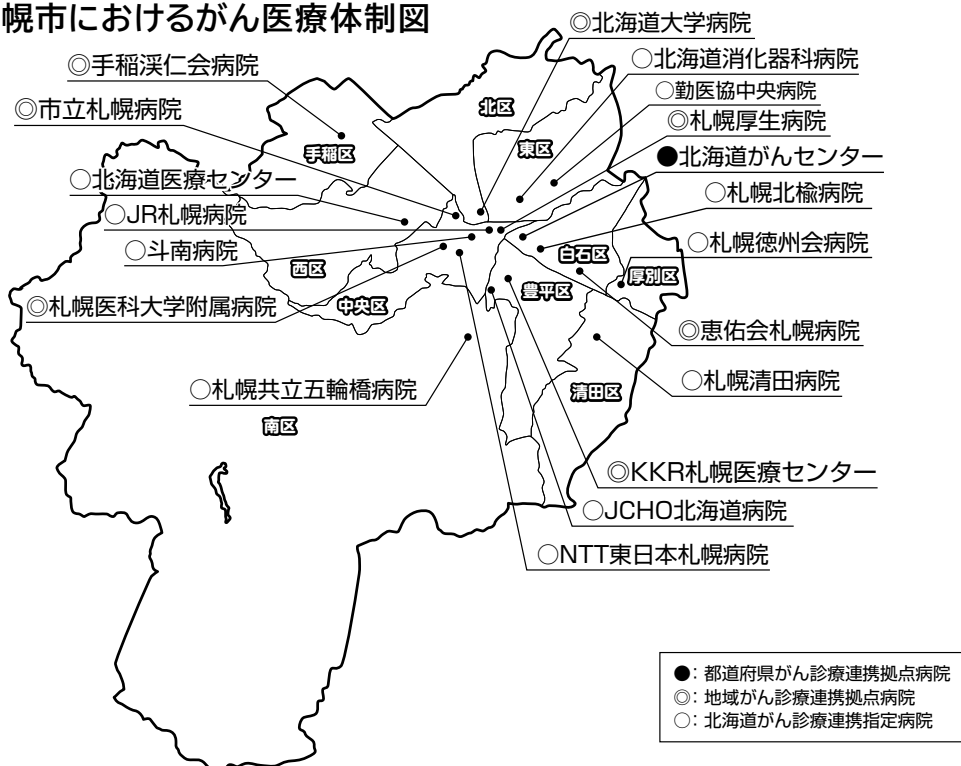 幌市におけるがん医療体制図
◎北海道大学病院
◎手稲渓仁会病院
○北海道消化器科病院
○勤医協中央病院
◎市立札幌病院
北区
◎札幌厚生病院
東区
手稲区
●北海道がんセンター
○北海道医療センター
○札幌北楡病院
○JR札幌病院
○斗南病院
◎札幌徳洲会病院
白石区
西区
厚別区
豊平区
◎札幌医科大学附属病院
中央区
◎恵佑会札幌病院
○札幌共立五輪橋病院
○札幌清田病院
清田区
南区
◎KKR札幌医療センター
○JCHO北海道病院
○NTT東日本札幌病院
●：都道府県がん診療連携拠点病院
◎：地域がん診療連携拠点病院
○：北海道がん診療連携指定病院